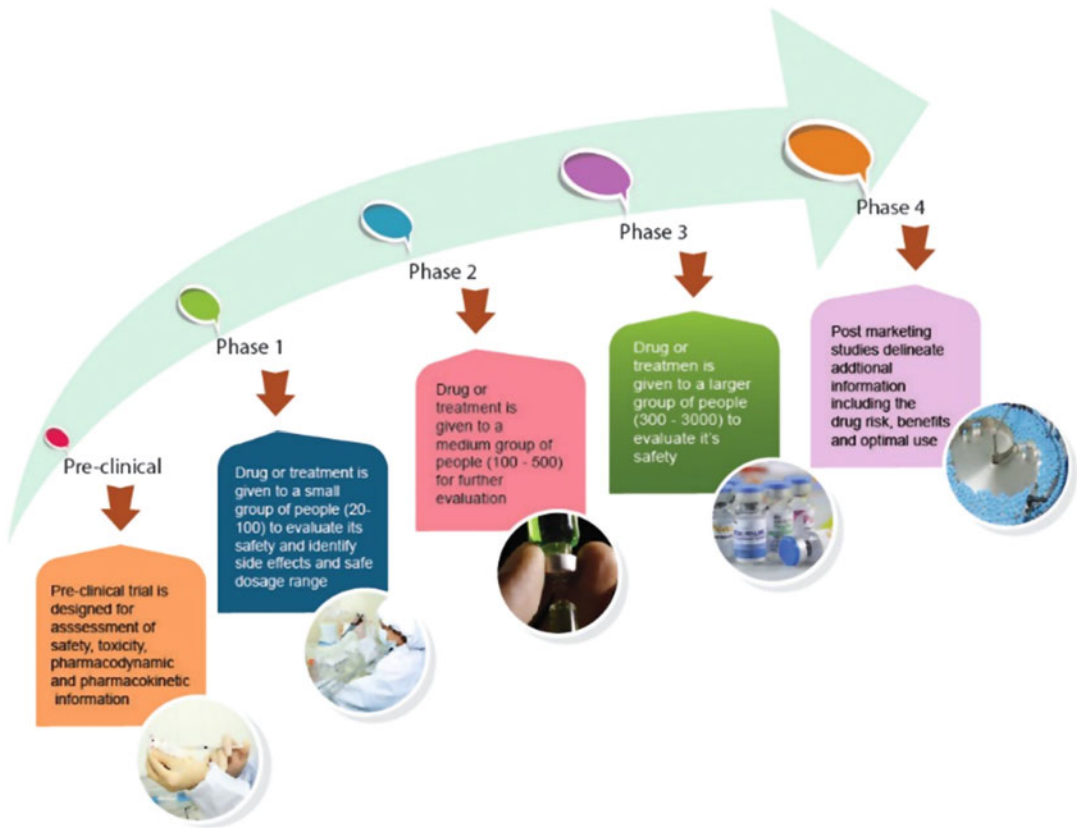 Pre-clinical
Pre-clinical trial is
designed for
asssessment of
safety, toxicity,
pharmacodynamic
and pharmacokinetic
information
Phase 1
Drug or treatment is
given to a small
group of people (20-
100) to evaluate its
safety and identify
side effects and safe
dosage range
Phase 2
Drug or
treatment is
given to a
medium group of
people (100 - 500)
for further
evaluation
Phase 3
Drug or
treatmen is
given to a larger
group of people
(300 - 3000) to
evaluate it's
safety
Phase 4
Post marketing
studies delineate
addtional
information
including the
drug risk, benefits
and optimal use